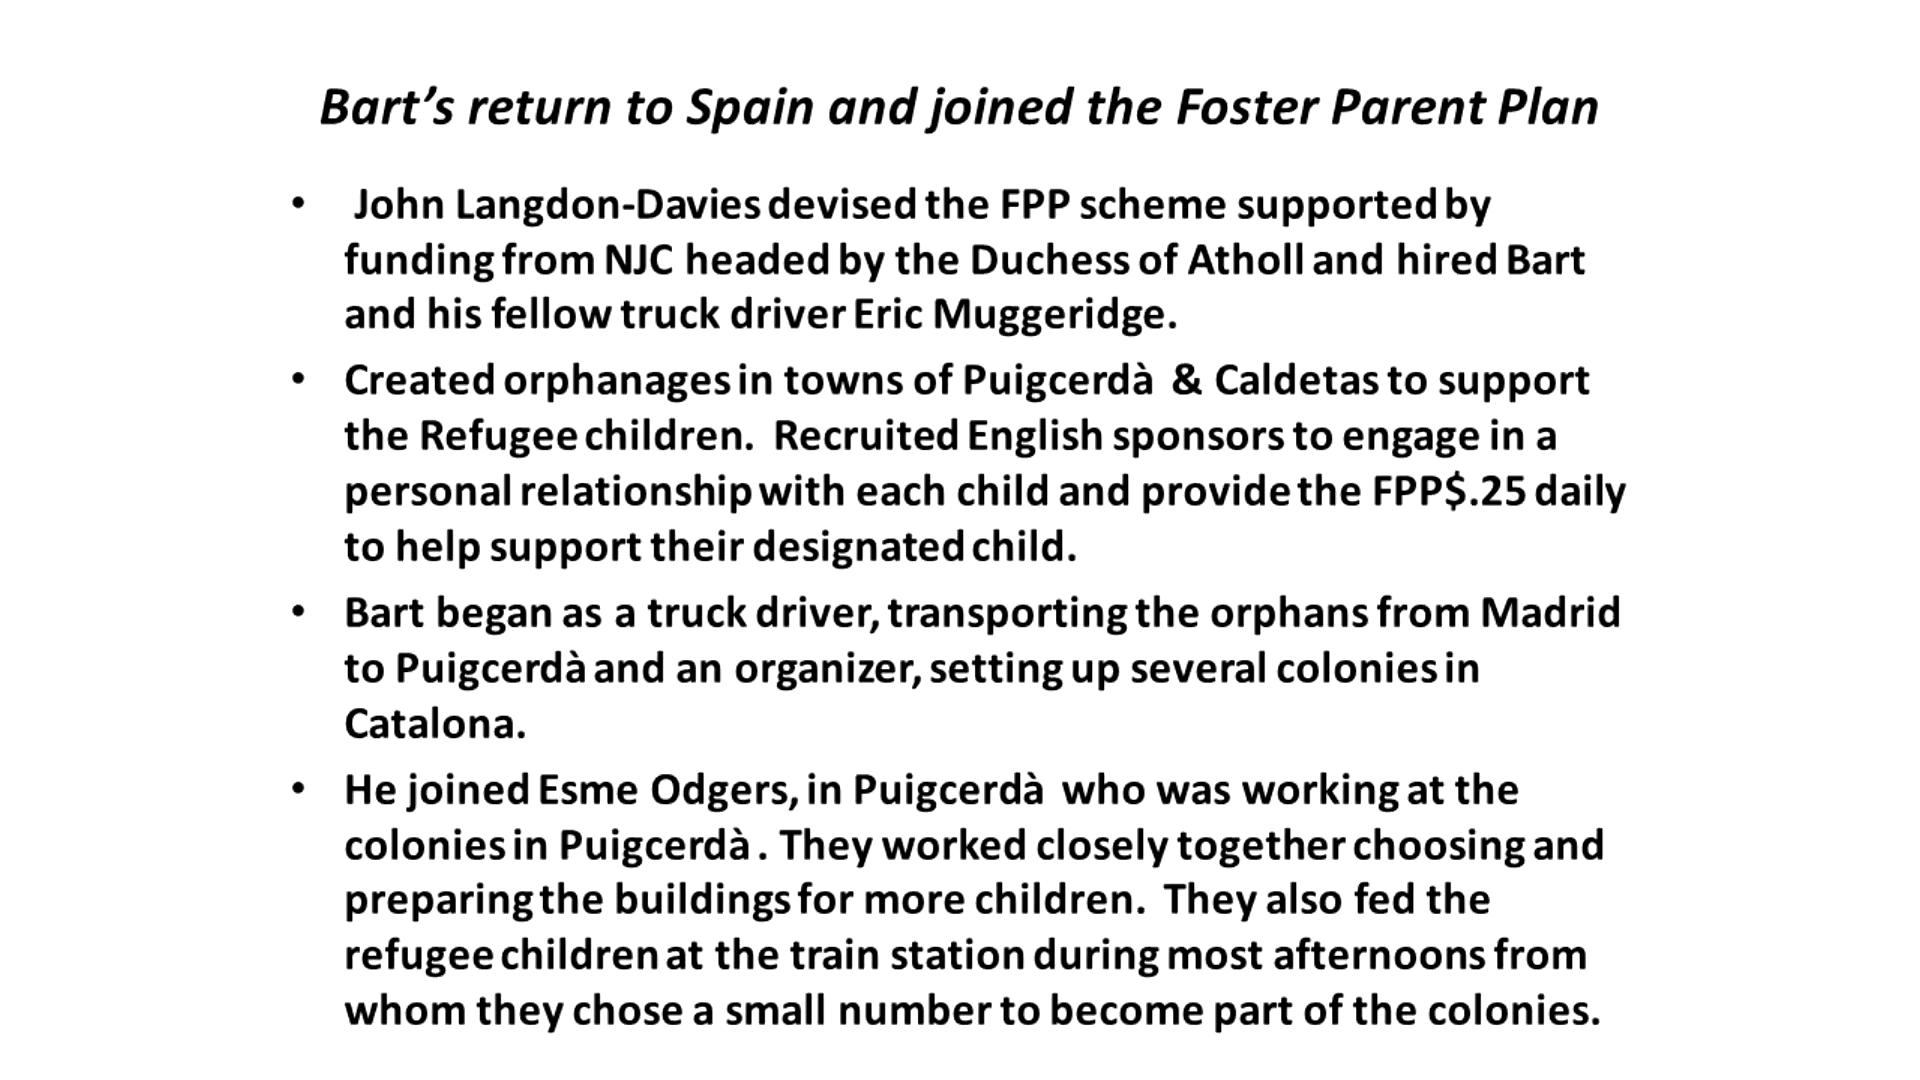 Bart’s return to Spain and joined the Foster Parent Plan
• John Langdon-Davies devised the FPP scheme supported by
funding from NJC headed by the Duchess of Atholl and hired Bart
and his fellow truck driver Eric Muggeridge.
• Created orphanages in towns of Puigcerdà & Caldetas to support
the Refugee children. Recruited English sponsors to engage in a
personal relationship with each child and provide the FPP$.25 daily
to help support their designated child.
• Bart began as a truck driver, transporting the orphans from Madrid
to Puigcerdà and an organizer, setting up several colonies in
Catalona.
• He joined Esme Odgers, in Puigcerdà who was working at the
colonies in Puigcerdà . They worked closely together choosing and
preparing the buildings for more children. They also fed the
refugee children at the train station during most afternoons from
whom they chose a small number to become part of the colonies.